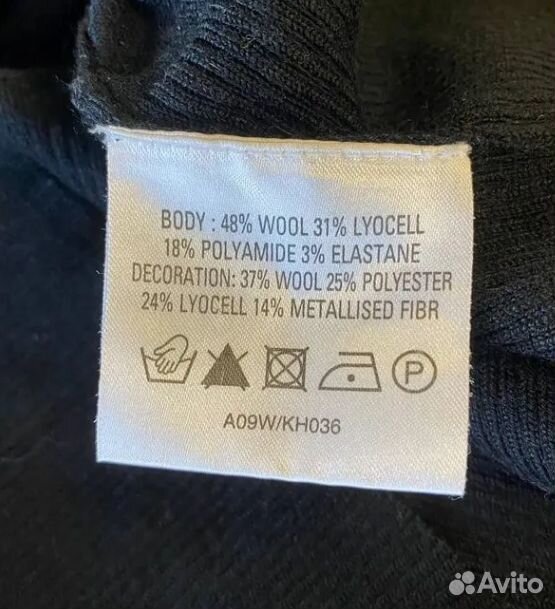 BODY : 48% WOOL 31% LYOCELL
18% POLYAMIDE 3% ELASTANE
DECORATION: 37% WOOL 25% POLYESTER
24% LYOCELL 14% METALLISED FIBR
P
A09W/KH036
Avito